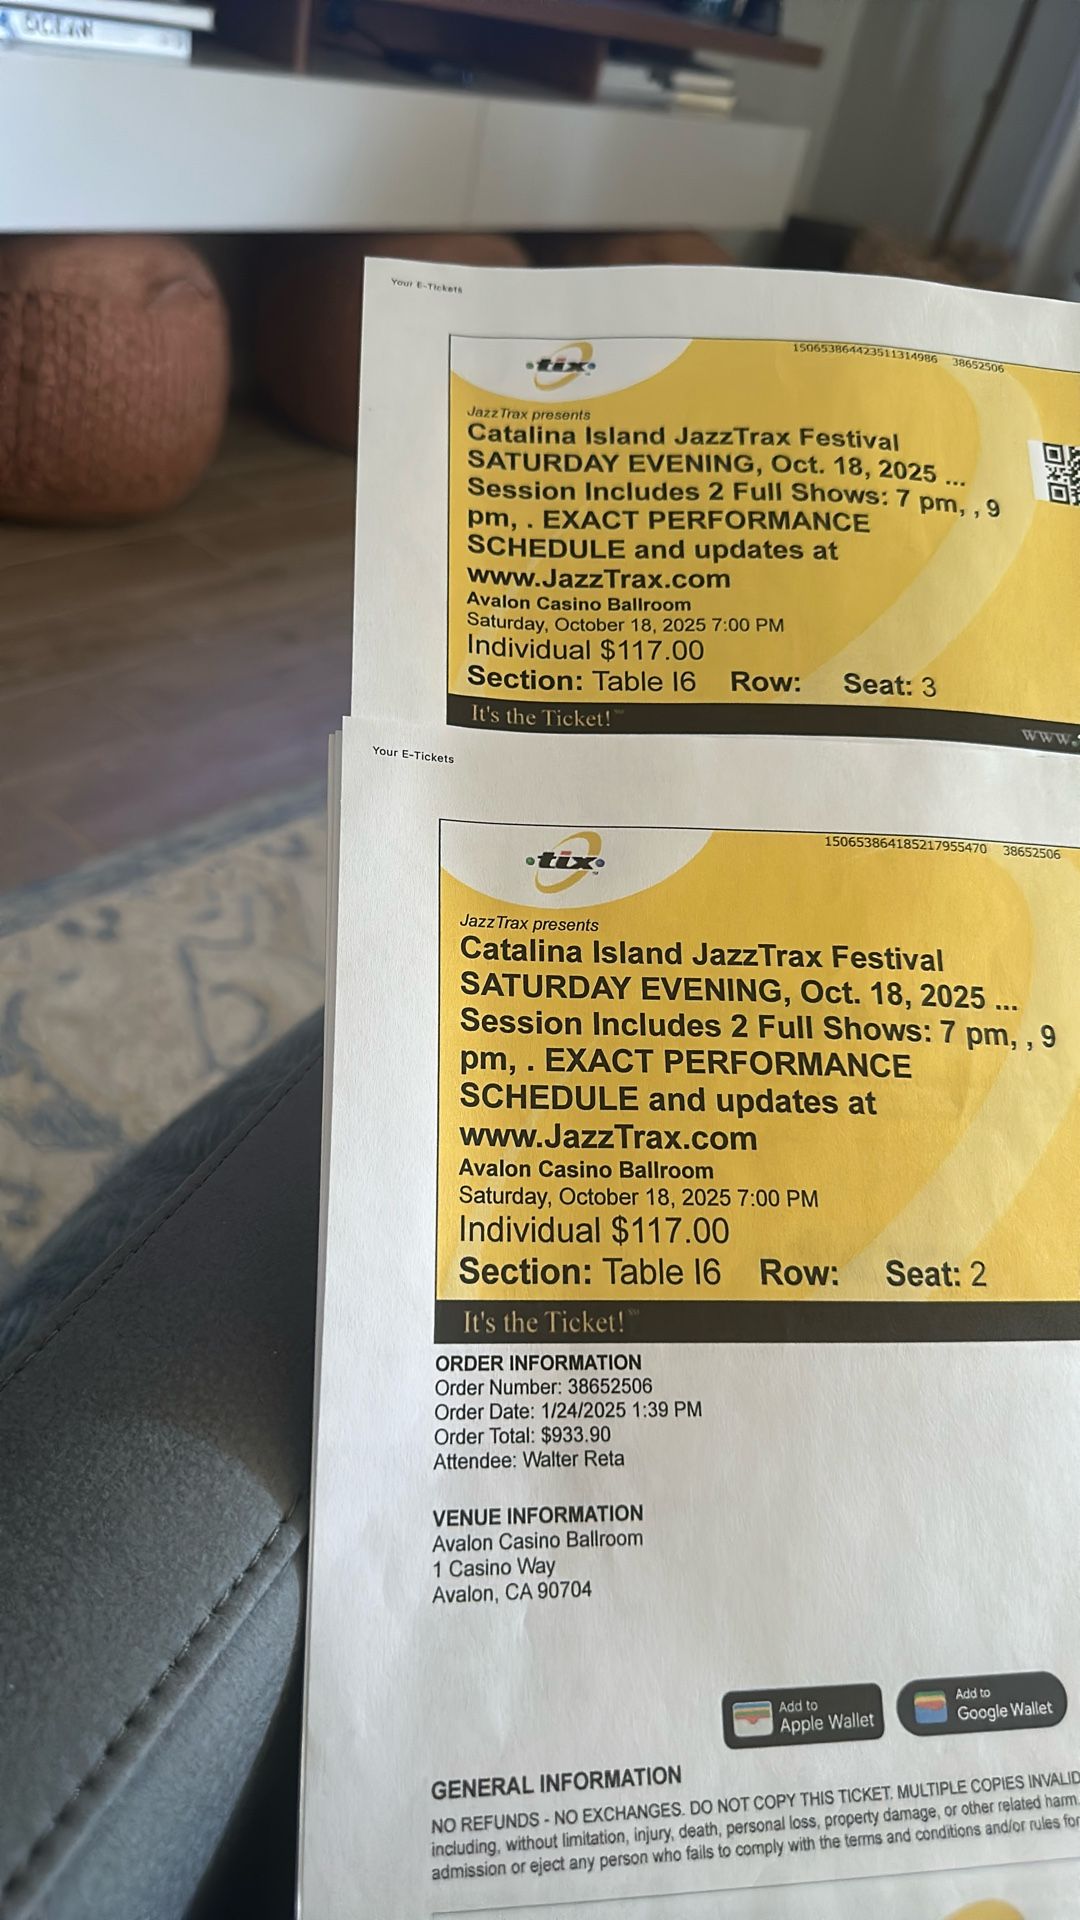 Your E-Tickets
150653864423511314986 38652506
tix
JazzTrax presents
Catalina Island JazzTrax Festival
SATURDAY EVENING, Oct. 18, 2025 ...
Session Includes 2 Full Shows: 7 pm, , 9
pm, . EXACT PERFORMANCE
SCHEDULE and updates at
www.JazzTrax.com
Avalon Casino Ballroom
Saturday, October 18, 2025 7:00 PM
Individual $117.00
Section: Table I6 Row: Seat: 3
It's the Ticket!
www.
Your E-Tickets
150653864185217955470 38652506
tix
JazzTrax presents
Catalina Island JazzTrax Festival
SATURDAY EVENING, Oct. 18, 2025 ...
Session Includes 2 Full Shows: 7 pm, , 9
pm, . EXACT PERFORMANCE
SCHEDULE and updates at
www.JazzTrax.com
Avalon Casino Ballroom
Saturday, October 18, 2025 7:00 PM
Individual $117.00
Section: Table I6 Row: Seat: 2
It's the Ticket!
ORDER INFORMATION
Order Number: 38652506
Order Date: 1/24/2025 1:39 PM
Order Total: $933.90
Attendee: Walter Reta
VENUE INFORMATION
Avalon Casino Ballroom
1 Casino Way
Avalon, CA 90704
Add to
Apple Wallet
Add to
Google Wallet
GENERAL INFORMATION
NO REFUNDS - NO EXCHANGES. DO NOT COPY THIS TICKET. MULTIPLE COPIES INVALID
including, without limitation, injury, death, personal loss, property damage, or other related harm.
admission or eject any person who fails to comply with the terms and conditions and/or rules for